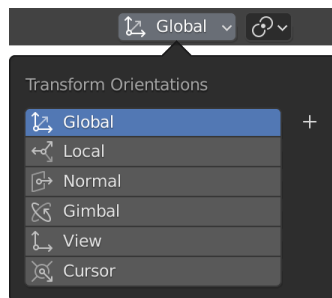 Global
Transform Orientations
Global
Local
Normal
Gimbal
View
Cursor